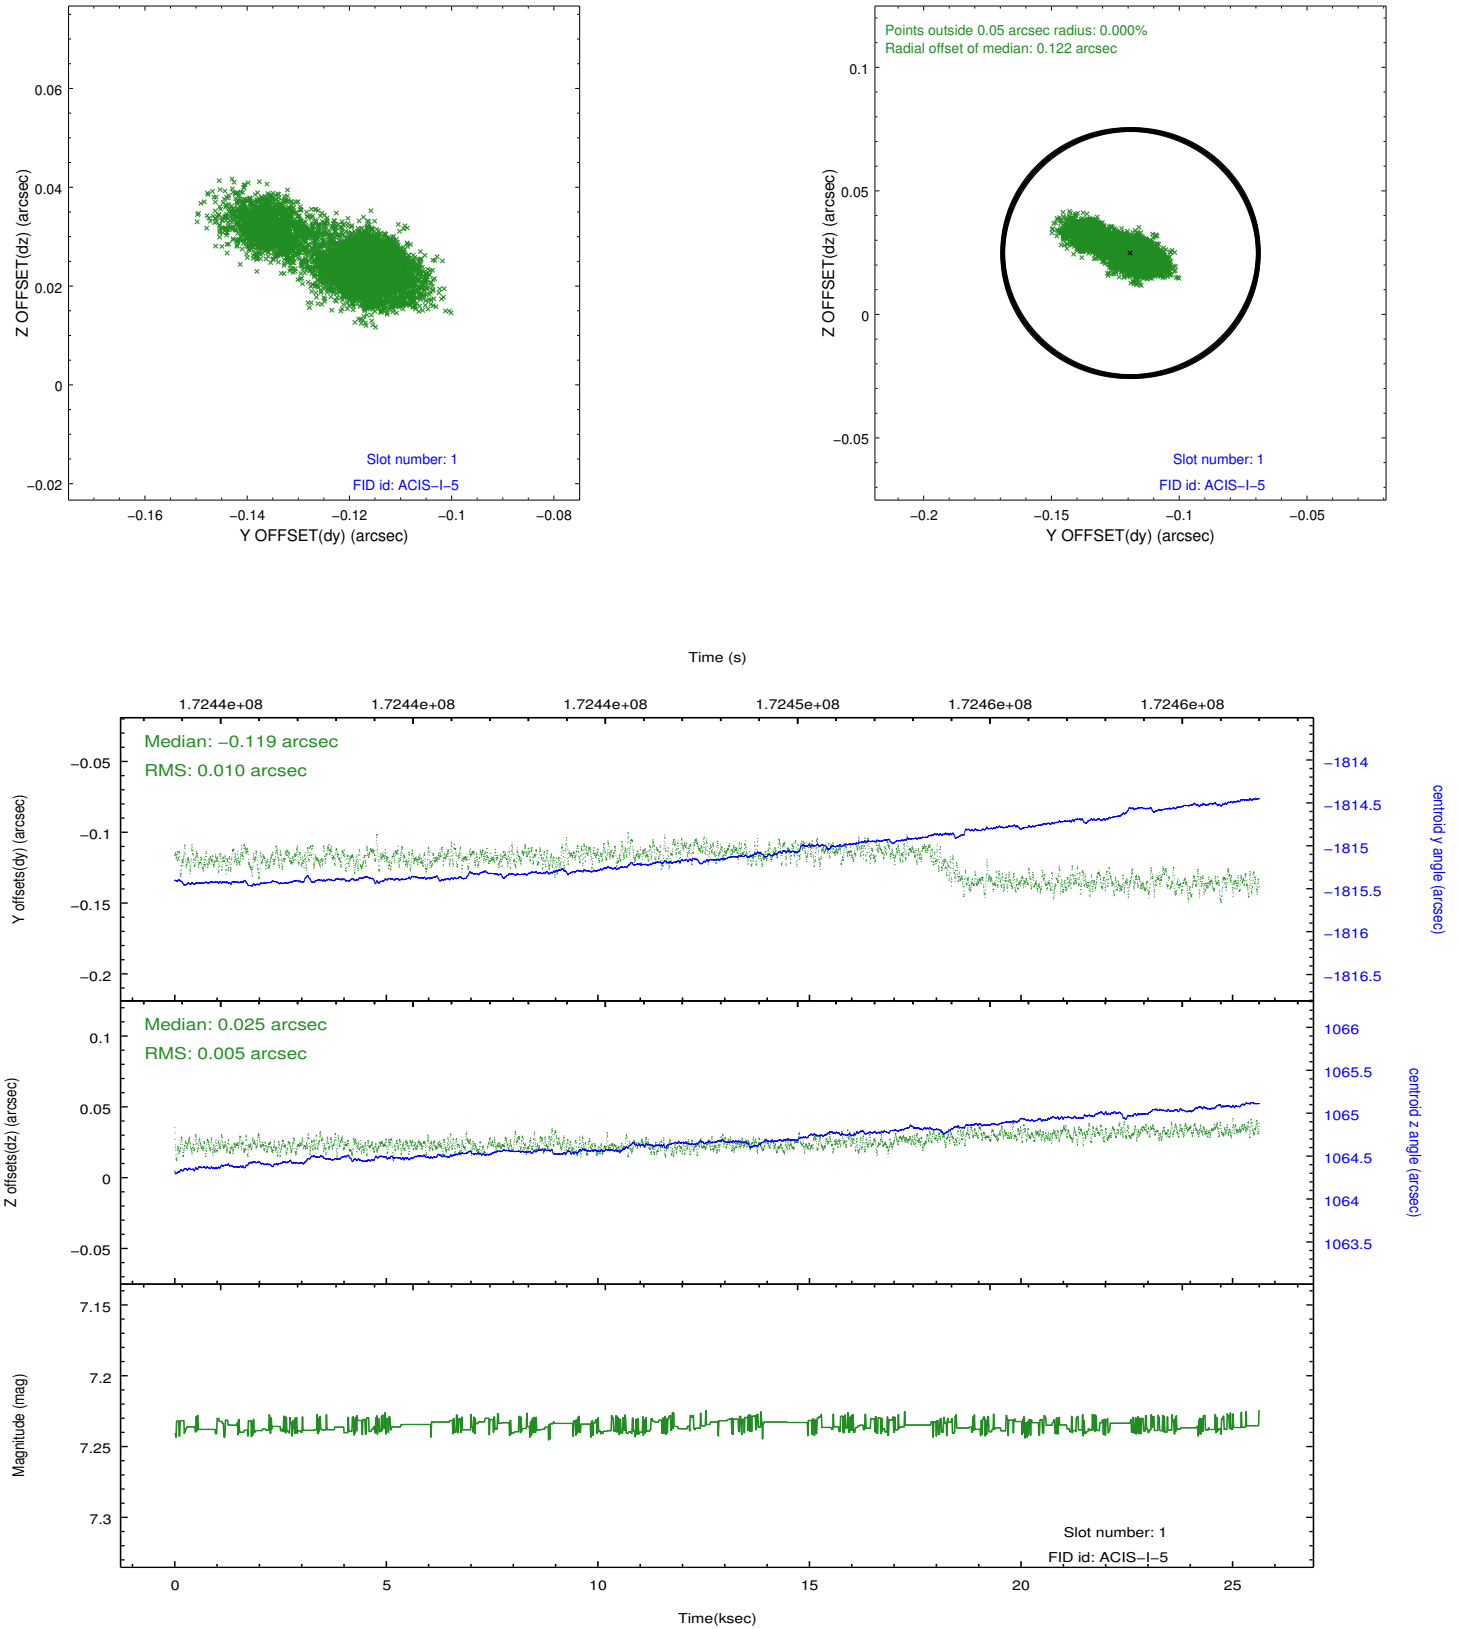 0.06
0.04
0.02
0
−0.02
Z OFFSET(dz) (arcsec)
Slot number: 1
FID id: ACIS−I−5
−0.16 −0.14 −0.12 −0.1 −0.08
Y OFFSET(dy) (arcsec)
Points outside 0.05 arcsec radius: 0.000%
Radial offset of median: 0.122 arcsec
0.1
0.05
0
−0.05
Z OFFSET(dz) (arcsec)
Slot number: 1
FID id: ACIS−I−5
−0.2 −0.15 −0.1 −0.05
Y OFFSET(dy) (arcsec)
Time (s)
1.7244e+08 1.7244e+08 1.7244e+08 1.7245e+08 1.7246e+08 1.7246e+08
Median: −0.119 arcsec
RMS: 0.010 arcsec
−0.05
−0.1
−0.15
−0.2
Y offsets(dy) (arcsec)
−1814
−1814.5
−1815
−1815.5
−1816
−1816.5
centroid y angle (arcsec)
Median: 0.025 arcsec
RMS: 0.005 arcsec
0.1
0.05
0
−0.05
Z offsets(dz) (arcsec)
1066
1065.5
1065
1064.5
1064
1063.5
centroid z angle (arcsec)
7.15
7.2
7.25
7.3
Magnitude (mag)
Slot number: 1
FID id: ACIS−I−5
0 5 10 15 20 25
Time(ksec)